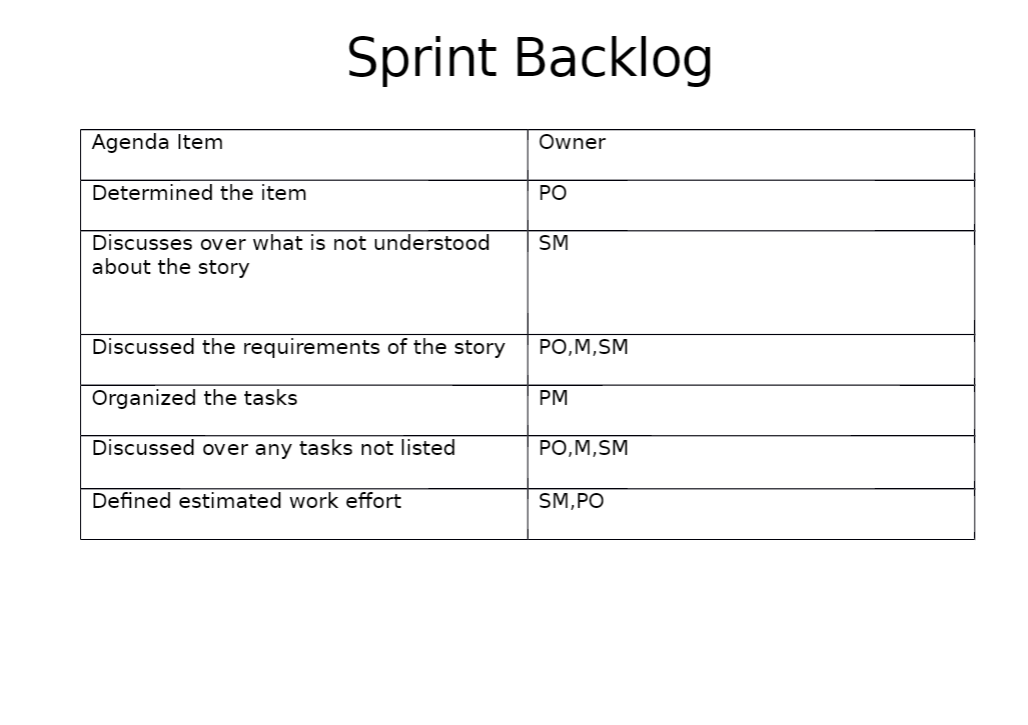 Sprint Backlog
Agenda Item Owner
Determined the item PO
Discusses over what is not understood SM
about the story
Discussed the requirements of the story PO,M,SM
Organized the tasks PM
Discussed over any tasks not listed PO,M,SM
Defined estimated work effort SM,PO